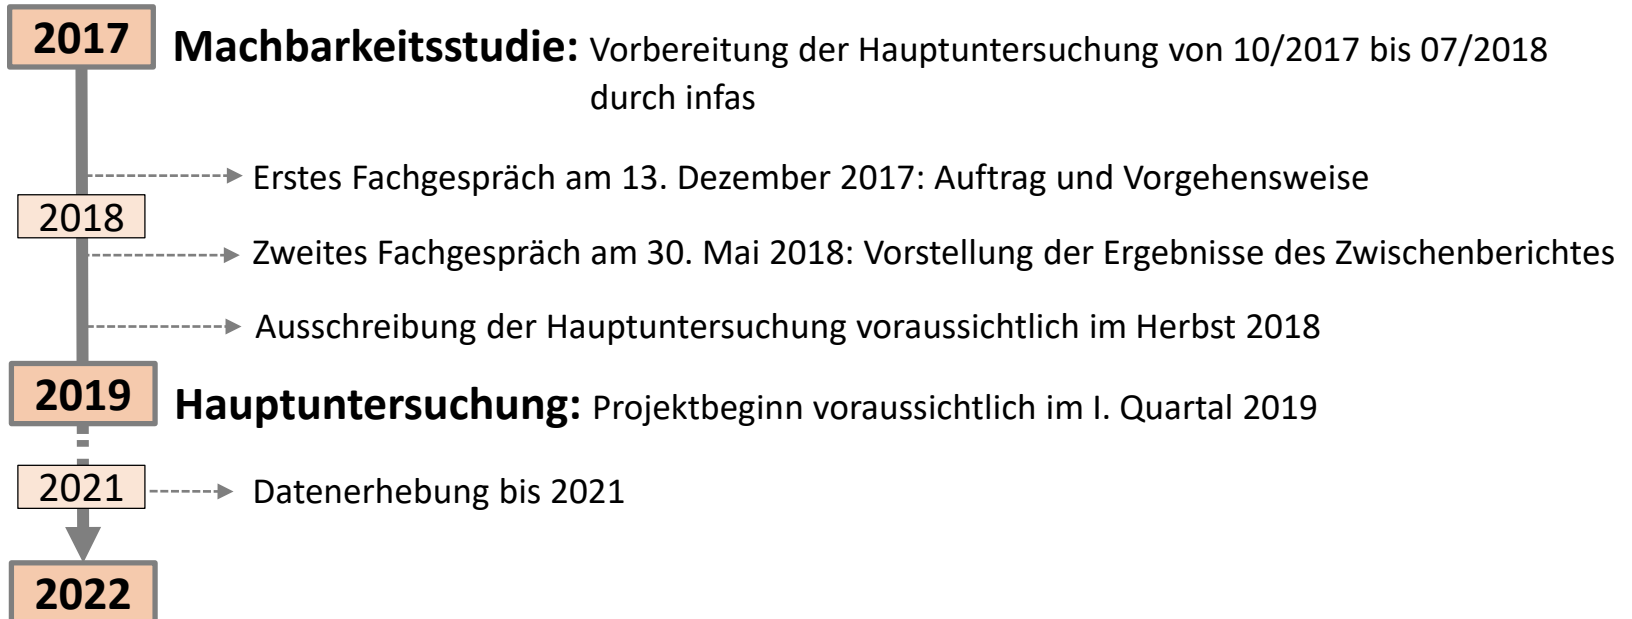 2017
Machbarkeitsstudie: Vorbereitung der Hauptuntersuchung von 10/2017 bis 07/2018
durch infas
Erstes Fachgespräch am 13. Dezember 2017: Auftrag und Vorgehensweise
2018
Zweites Fachgespräch am 30. Mai 2018: Vorstellung der Ergebnisse des Zwischenberichtes
Ausschreibung der Hauptuntersuchung voraussichtlich im Herbst 2018
2019
Hauptuntersuchung: Projektbeginn voraussichtlich im I. Quartal 2019
2021
Datenerhebung bis 2021
2022